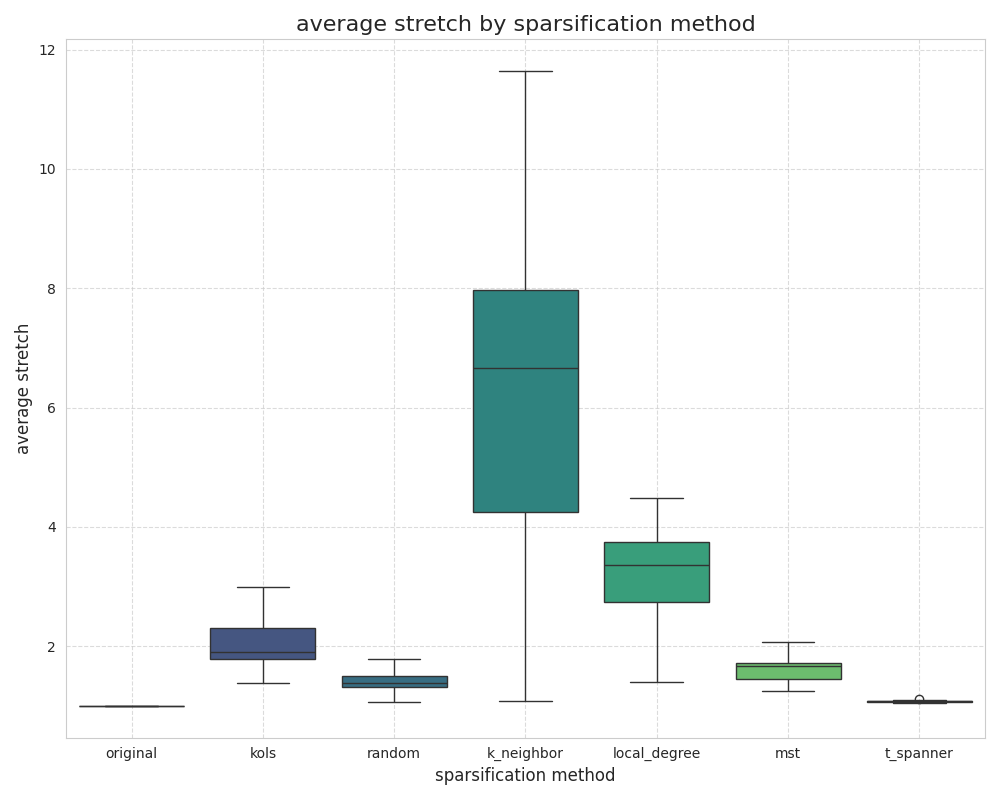 average stretch by sparsification method
average stretch
12
10
8
6
4
2
original kols random k_neighbor local_degree mst t_spanner
sparsification method